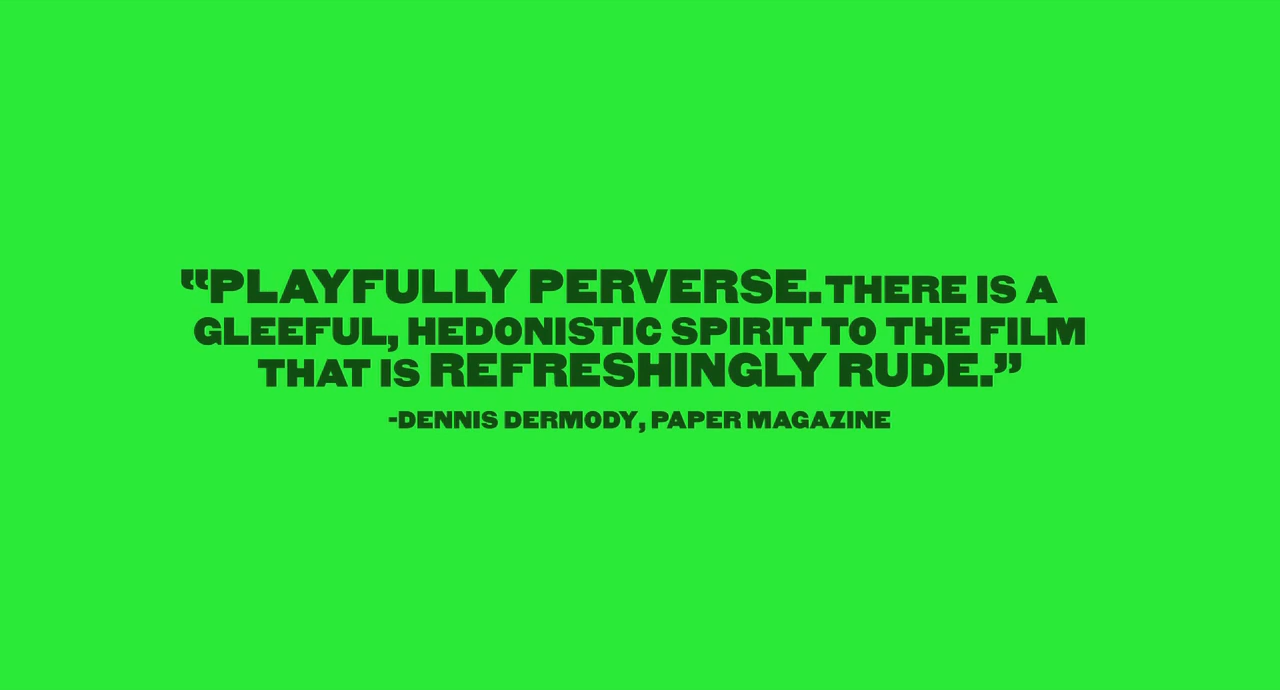 “PLAYFULLY PERVERSE. THERE IS A
GLEEFUL, HEDONISTIC SPIRIT TO THE FILM
THAT IS REFRESHINGLY RUDE.”
-DENNIS DERMODY, PAPER MAGAZINE